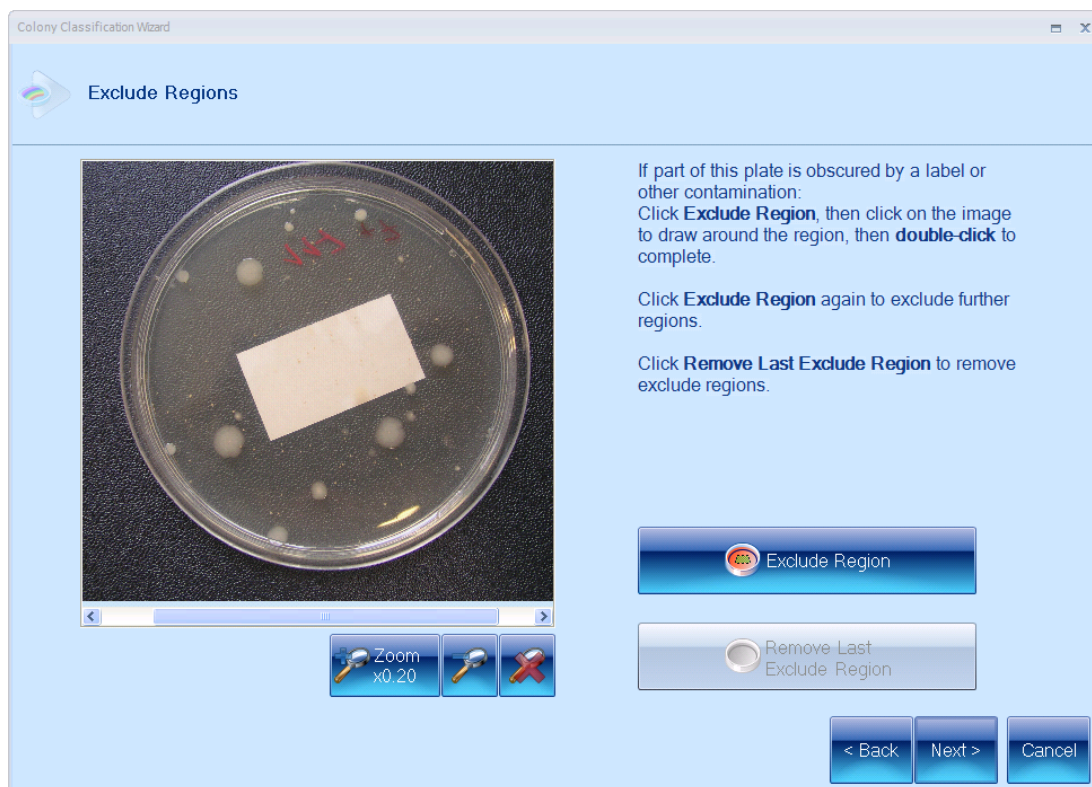 Colony Classification Wizard
Exclude Regions
If part of this plate is obscured by a label or
other contamination:
Click Exclude Region, then click on the image
to draw around the region, then double-click to
complete.
Click Exclude Region again to exclude further
regions.
Click Remove Last Exclude Region to remove
exclude regions.
Exclude Region
Remove Last
Exclude Region
Zoom
x0.20
< Back
Next >
Cancel